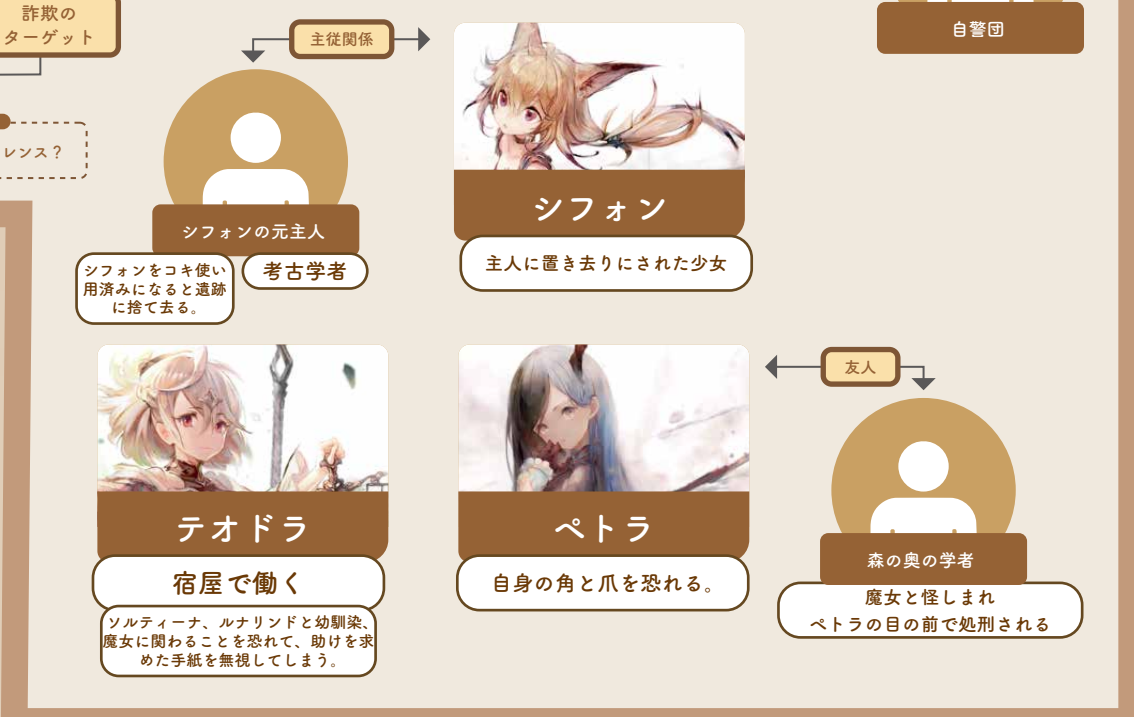 詐欺の
ターゲット
主従関係
自警団
レンス？
シフォンの元主人
シフォンをコキ使い
用済みになると遺跡
に捨て去る。
考古学者
シフォン
主人に置き去りにされた少女
テオドラ
宿屋で働く
ソルティーナ、ルナリンドと幼馴染、
魔女に関わることを恐れて、助けを求
めた手紙を無視してしまう。
ペトラ
自身の角と爪を恐れる。
友人
森の奥の学者
魔女と怪しまれ
ペトラの目の前で処刑される